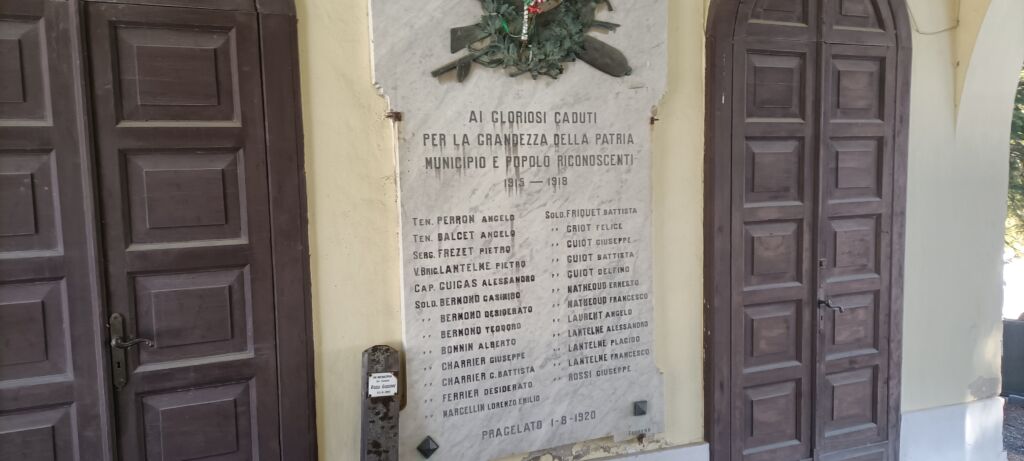 AI GLORIOSI CADUTI
PER LA GRANDEZZA DELLA PATRIA
MUNICIPIO E POPOLO RICONOSCENTI
1915 — 1918
TEN. PERRON ANGELO
TEN. BALCET ANGELO
SERG. FREZET PIETRO
V.BRIG. LANTELME PIETRO
CAP. GUIGAS ALESSANDRO
SOLD. BERMOND CASIMIRO
,, BERMOND DESIDERATO
,, BERMOND TEODORO
,, BONNIN ALBERTO
,, CHARRIER GIUSEPPE
,, CHARRIER G. BATTISTA
,, FERRIER DESIDERATO
,, MARCELLIN LORENZO EMILIO
SOLD. FRIQUET BATTISTA
,, GRIOT FELICE
,, GUIOT GIUSEPPE
,, GUIOT BATTISTA
,, GUIOT DELFINO
,, NATHEOUD ERNESTO
,, NATHEOUD FRANCESCO
,, LAURENT ANGELO
,, LANTELME ALESSANDRO
,, LANTELME PLACIDO
,, LANTELME FRANCESCO
,, ROSSI GIUSEPPE
PRAGELATO 1-8-1920